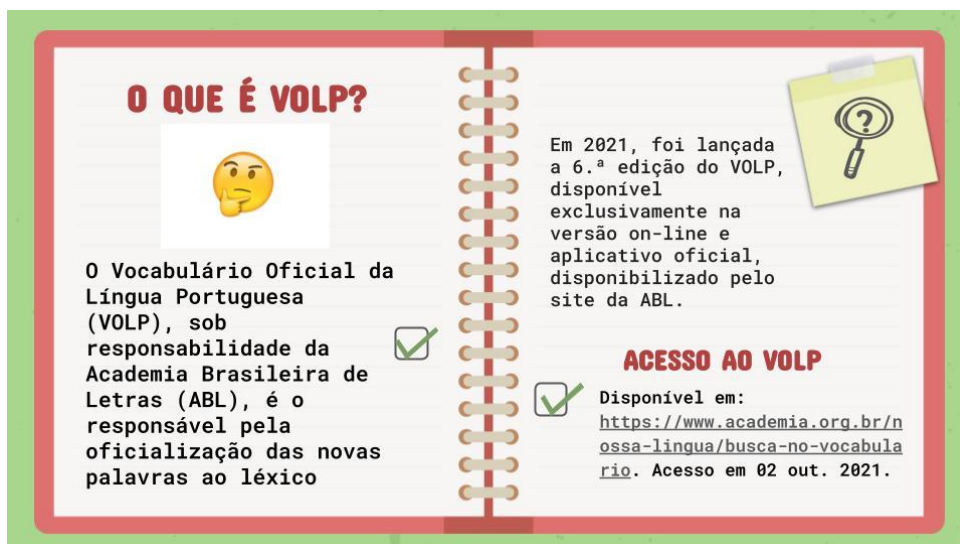 O QUE É VOLP?
O Vocabulário Oficial da
Língua Portuguesa
(VOLP), sob
responsabilidade da
Academia Brasileira de
Letras (ABL), é o
responsável pela
oficialização das novas
palavras ao léxico
Em 2021, foi lançada
a 6.ª edição do VOLP,
disponível
exclusivamente na
versão on-line e
aplicativo oficial,
disponibilizado pelo
site da ABL.
ACESSO AO VOLP
Disponível em:
https://www.academia.org.br/n
ossa-lingua/busca-no-vocabula
rio. Acesso em 02 out. 2021.